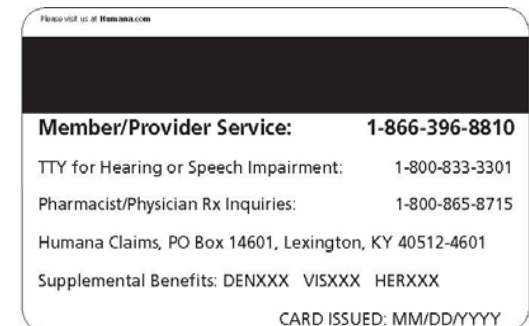 Please visit us at Humana.com
Member/Provider Service: 1-866-396-8810
TTY for Hearing or Speech Impairment: 1-800-833-3301
Pharmacist/Physician Rx Inquiries: 1-800-865-8715
Humana Claims, PO Box 14601, Lexington, KY 40512-4601
Supplemental Benefits: DENXXX VISXXX HERXXX
CARD ISSUED: MM/DD/YYYY